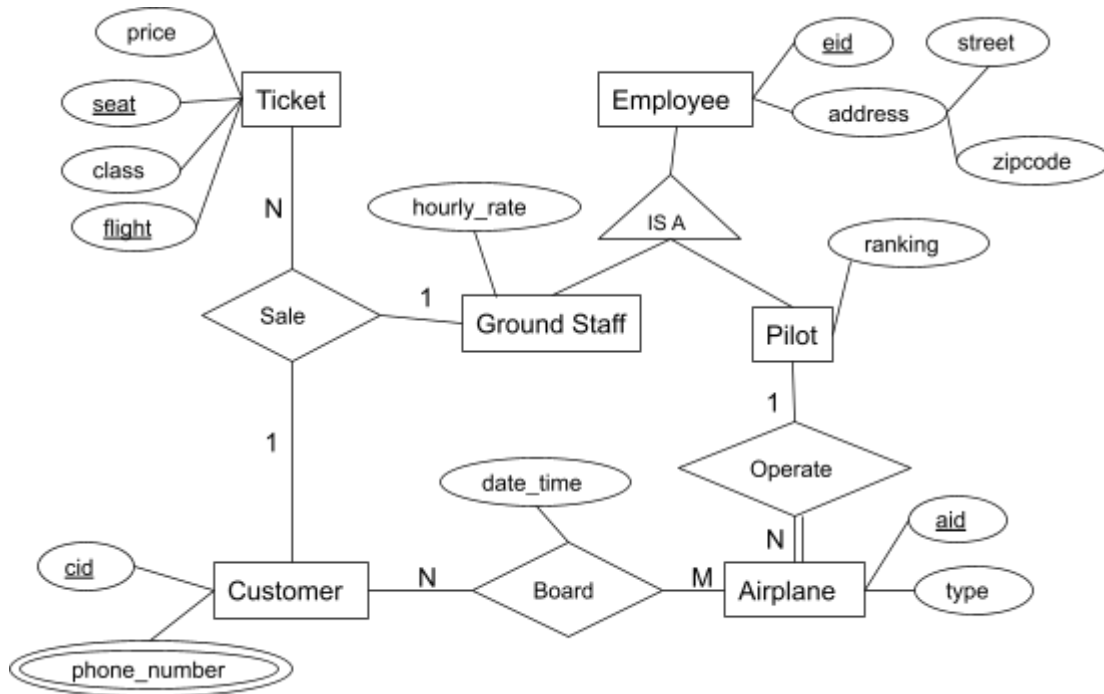 price
eid
street
seat
Ticket
Employee
address
class
zipcode
N
hourly_rate
flight
IS A
ranking
1
Sale
Ground Staff
Pilot
1
1
date_time
Operate
aid
N
cid
Customer
N
Board
M
Airplane
type
phone_number